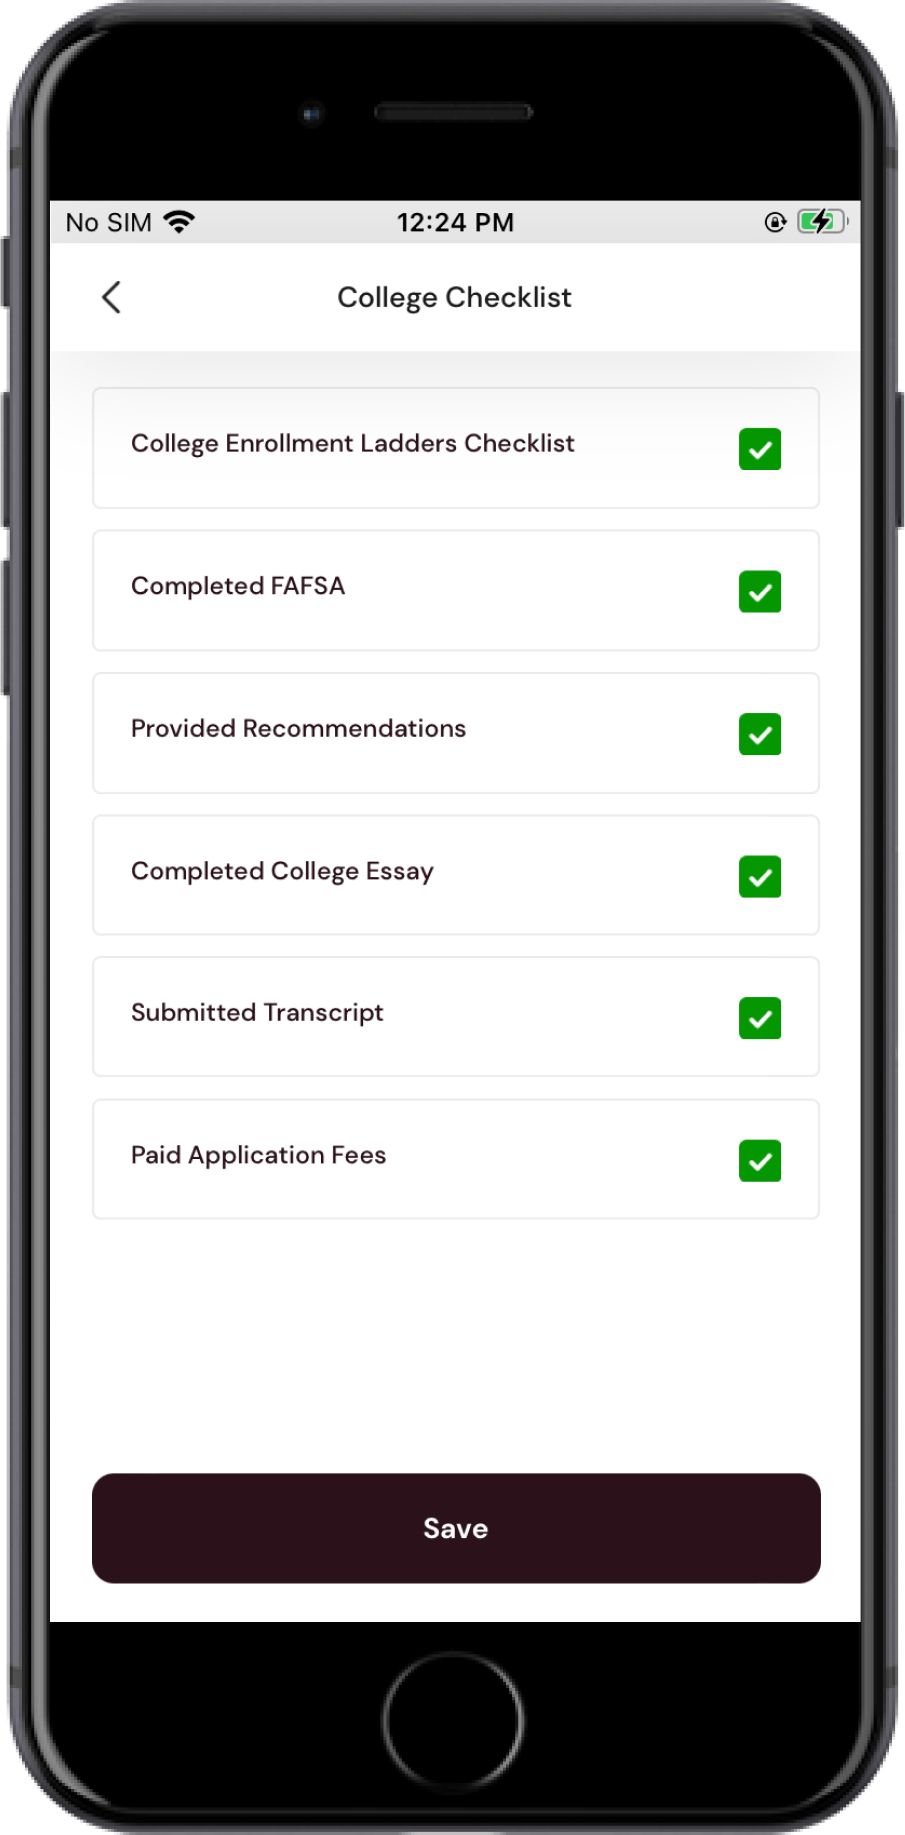 No SIM 12:24 PM
College Checklist
College Enrollment Ladders Checklist
Completed FAFSA
Provided Recommendations
Completed College Essay
Submitted Transcript
Paid Application Fees
Save